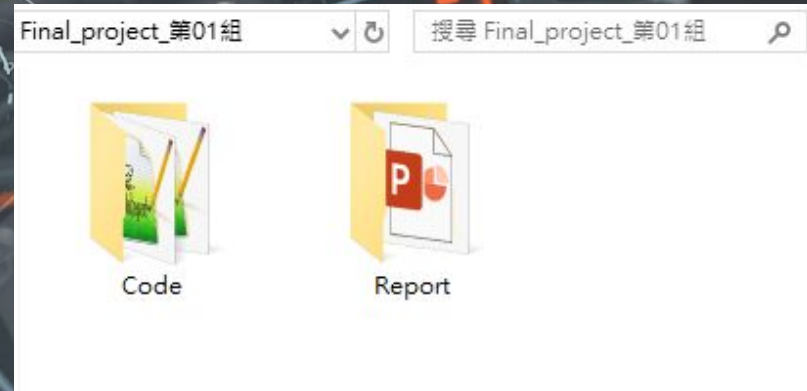 Final_project_第01組
搜尋 Final_project_第01組
P
Code
Report